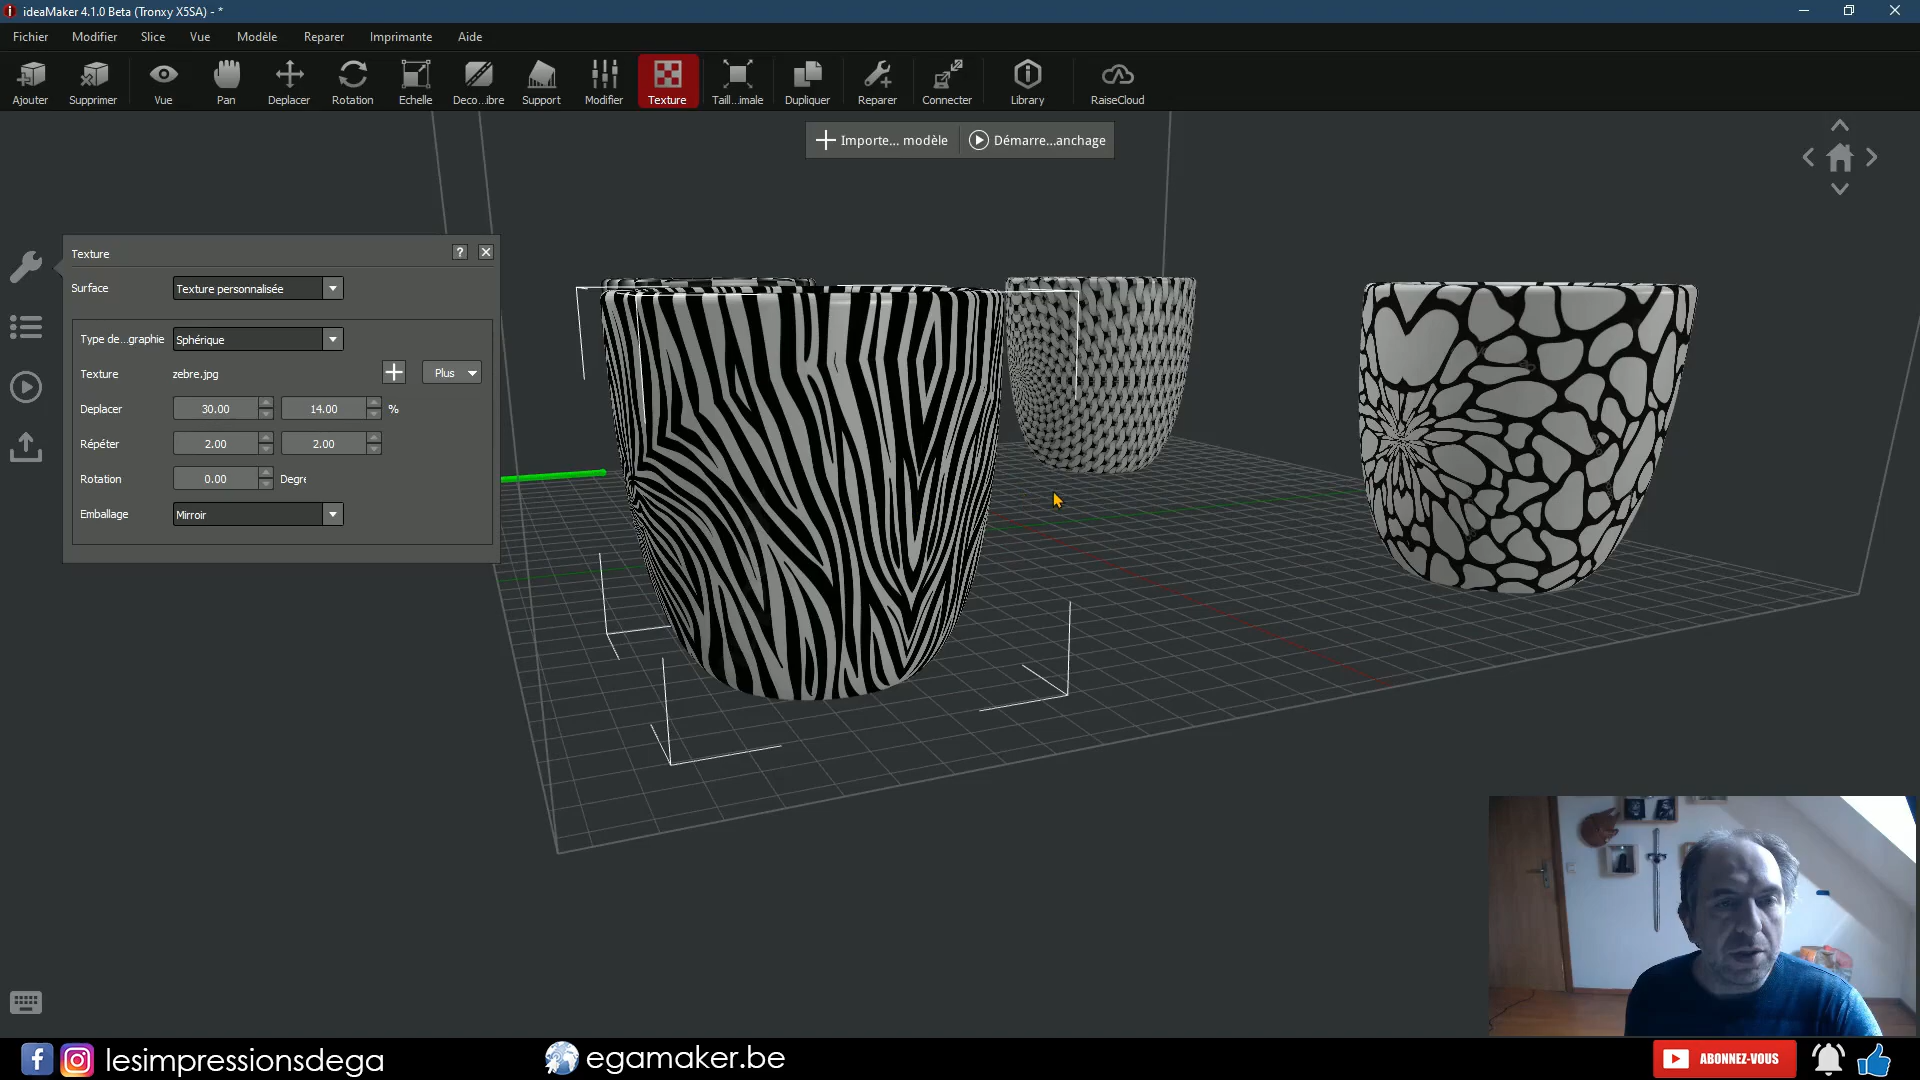 ideaMaker 4.1.0 Beta (Tronxy X5SA) - *
Fichier Modifier Slice Vue Modèle Reparer Imprimante Aide
Ajouter Supprimer Vue Pan Deplacer Rotation Echelle Deco...ibre Support Modifier Texture Taill...imale Dupliquer Reparer Connecter Library RaiseCloud
Importe... modèle Démarre...anchage
Texture ?
Surface Texture personnalisée
Type de...graphie Sphérique
Texture zebre.jpg Plus
Deplacer 30.00 14.00 %
Répéter 2.00 2.00
Rotation 0.00 Degre
Emballage Mirroir
lesimpressionsdega egamaker.be ABONNEZ-VOUS